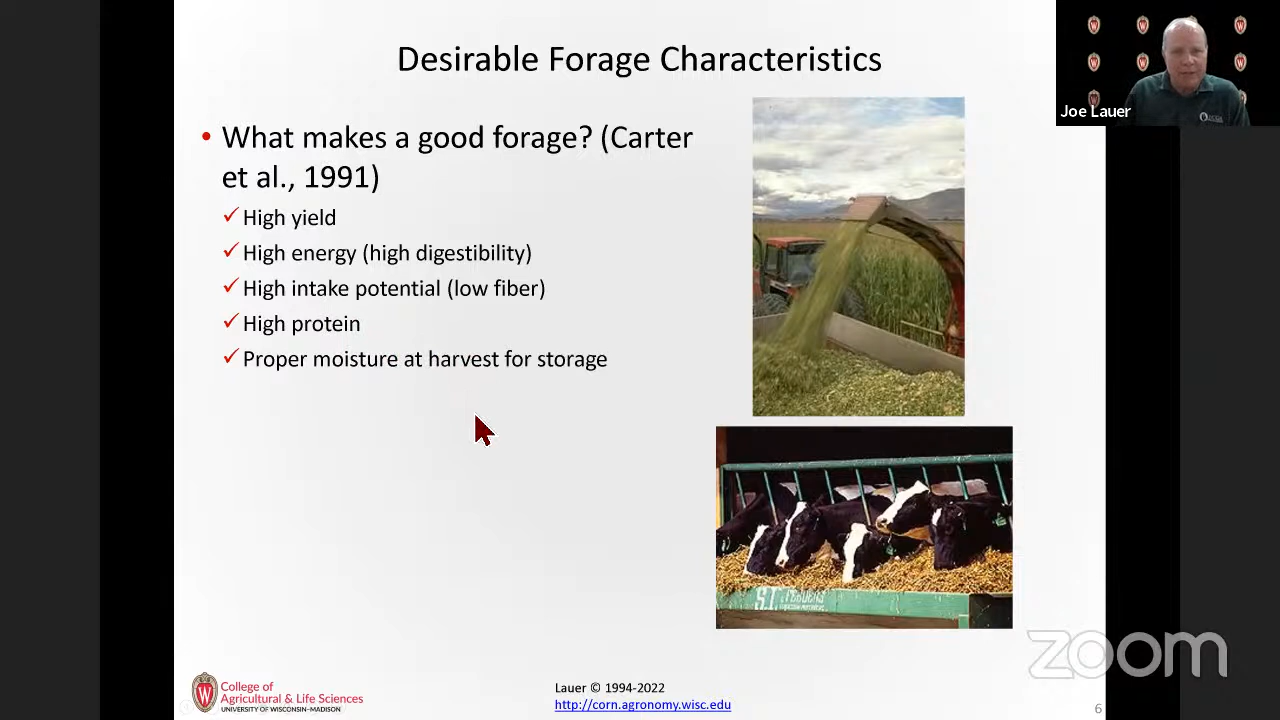 Desirable Forage Characteristics
Joe Lauer
• What makes a good forage? (Carter
et al., 1991)
✓ High yield
✓ High energy (high digestibility)
✓ High intake potential (low fiber)
✓ High protein
✓ Proper moisture at harvest for storage
S.I.
zoom
W
College of
Agricultural & Life Sciences
UNIVERSITY OF WISCONSIN-MADISON
Lauer © 1994-2022
http://corn.agronomy.wisc.edu
6